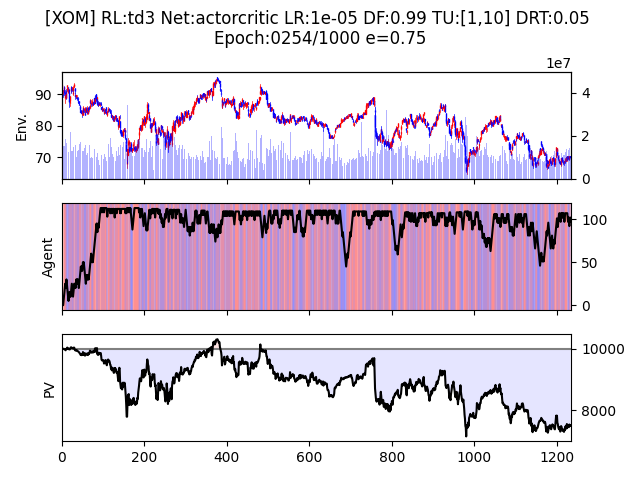 [XOM] RL:td3 Net:actorcritic LR:1e-05 DF:0.99 TU:[1,10] DRT:0.05
Epoch:0254/1000 e=0.75
1e7
90
80
70
Env.
4
2
0
Agent
100
50
0
PV
10000
8000
0 200 400 600 800 1000 1200